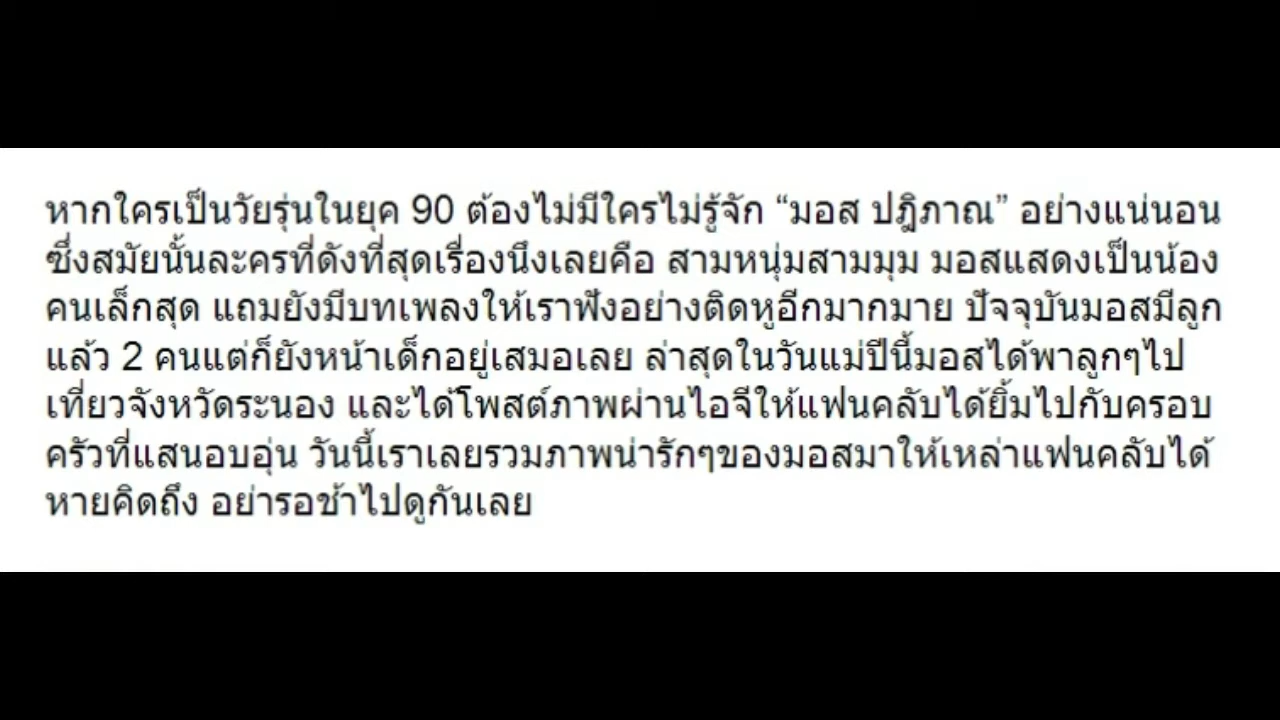 หากใครเป็นวัยรุ่นในยุค 90 ต้องไม่มีใครไม่รู้จัก “มอส ปฎิภาณ” อย่างแน่นอน
ซึ่งสมัยนั้นละครที่ดังที่สุดเรื่องนึงเลยคือ สามหนุ่มสามมุม มอสแสดงเป็นน้อง
คนเล็กสุด แถมยังมีบทเพลงให้เราฟังอย่างติดหูอีกมากมาย ปัจจุบันมอสมีลูก
แล้ว 2 คนแต่ก็ยังหน้าเด็กอยู่เสมอเลย ล่าสุดในวันแม่ปีนี้มอสได้พาลูกๆไป
เที่ยวจังหวัดระนอง และได้โพสต์ภาพผ่านไอจีให้แฟนคลับได้ยิ้มไปกับครอบ
ครัวที่แสนอบอุ่น วันนี้เราเลยรวมภาพน่ารักๆของมอสมาให้เหล่าแฟนคลับได้
หายคิดถึง อย่ารอช้าไปดูกันเลย